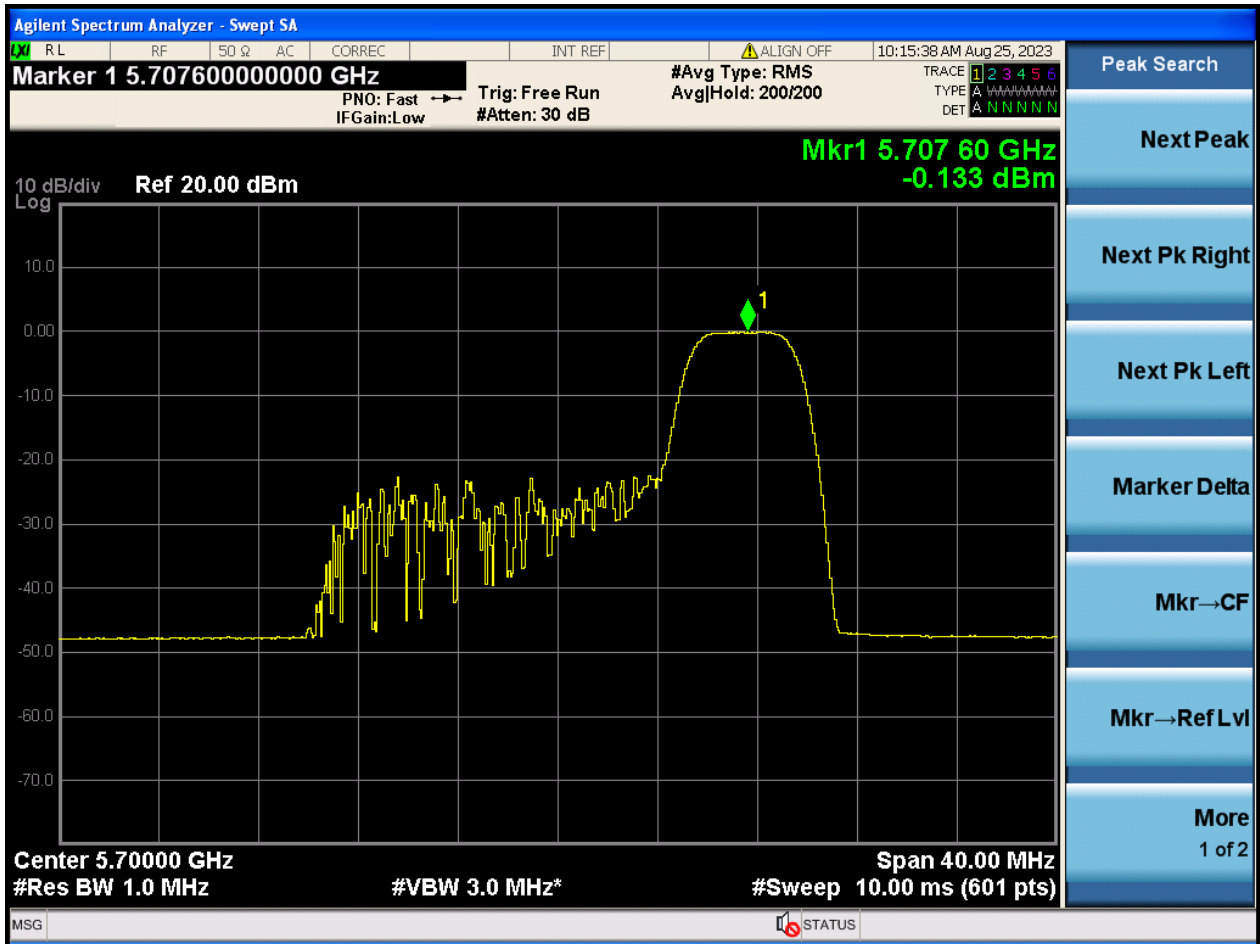 Agilent Spectrum Analyzer - Swept SA
LXI RL RF 50 Ω AC CORREC INT REF ALIGN OFF 10:15:38 AM Aug 25, 2023
Marker 1 5.707600000000 GHz
PNO: Fast
IFGain:Low
Trig: Free Run
#Atten: 30 dB
#Avg Type: RMS
Avg|Hold: 200/200
TRACE 1 2 3 4 5 6
TYPE A WWWWW
DET A N N N N N
Mkr1 5.707 60 GHz
-0.133 dBm
10 dB/div Ref 20.00 dBm
Log
10.0
0.00
-10.0
-20.0
-30.0
-40.0
-50.0
-60.0
-70.0
1
Center 5.70000 GHz
Span 40.00 MHz
#Res BW 1.0 MHz
#VBW 3.0 MHz*
#Sweep 10.00 ms (601 pts)
MSG
STATUS
Peak Search
Next Peak
Next Pk Right
Next Pk Left
Marker Delta
Mkr→CF
Mkr→Ref Lvl
More
1 of 2